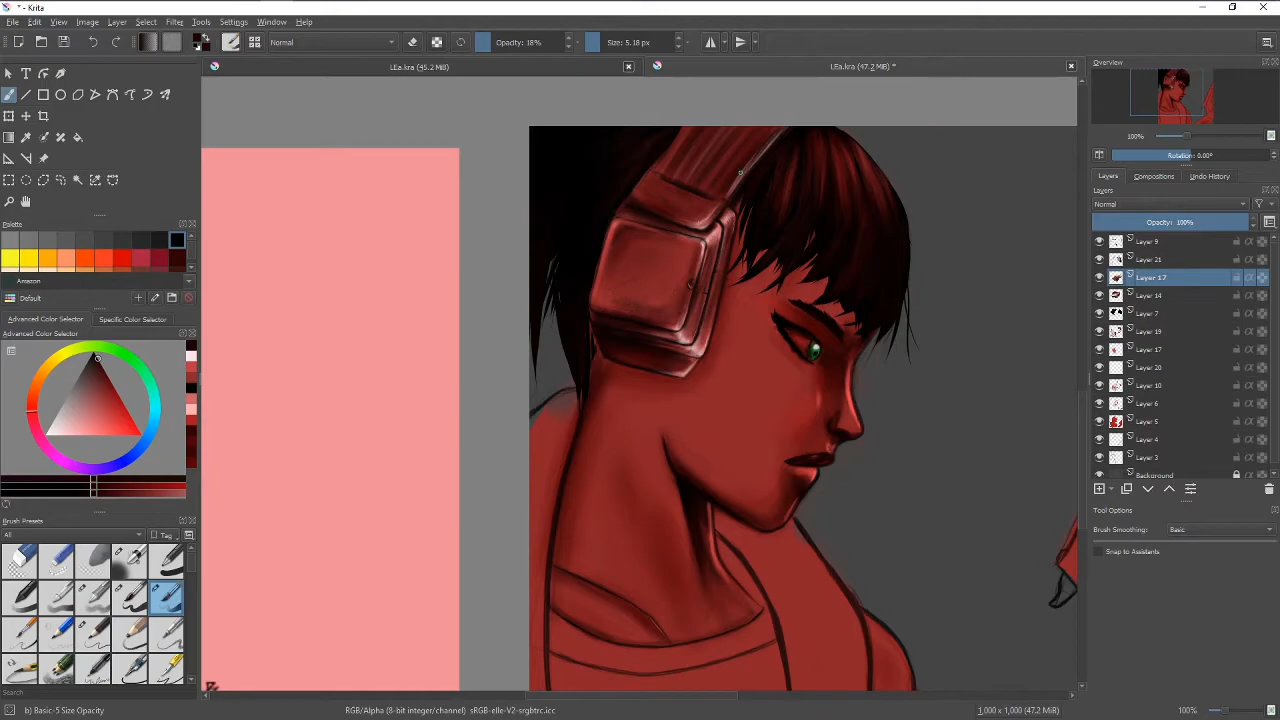 * - Krita
File Edit View Image Layer Select Filter Tools Settings Window Help
Normal Opacity: 18% Size: 5.18 px
LEa.kra (45.2 MiB) LEa.kra (47.2 MiB) *
Overview
100%
Rotation: 0.00°
Layers Compositions Undo History
Layers
Normal
Opacity: 100%
Layer 9
Layer 21
Layer 17
Layer 14
Layer 7
Layer 19
Layer 17
Layer 20
Layer 10
Layer 6
Layer 5
Layer 4
Layer 3
Background
Tool Options
Brush Smoothing: Basic
Snap to Assistants
Palette
Amazon
Default
Advanced Color Selector Specific Color Selector
Advanced Color Selector
Brush Presets
All Tag
Search
b) Basic-5 Size Opacity RGB/Alpha (8-bit integer/channel) sRGB-elle-V2-srgbtrc.icc 1,000 x 1,000 (47.2 MiB) 100%